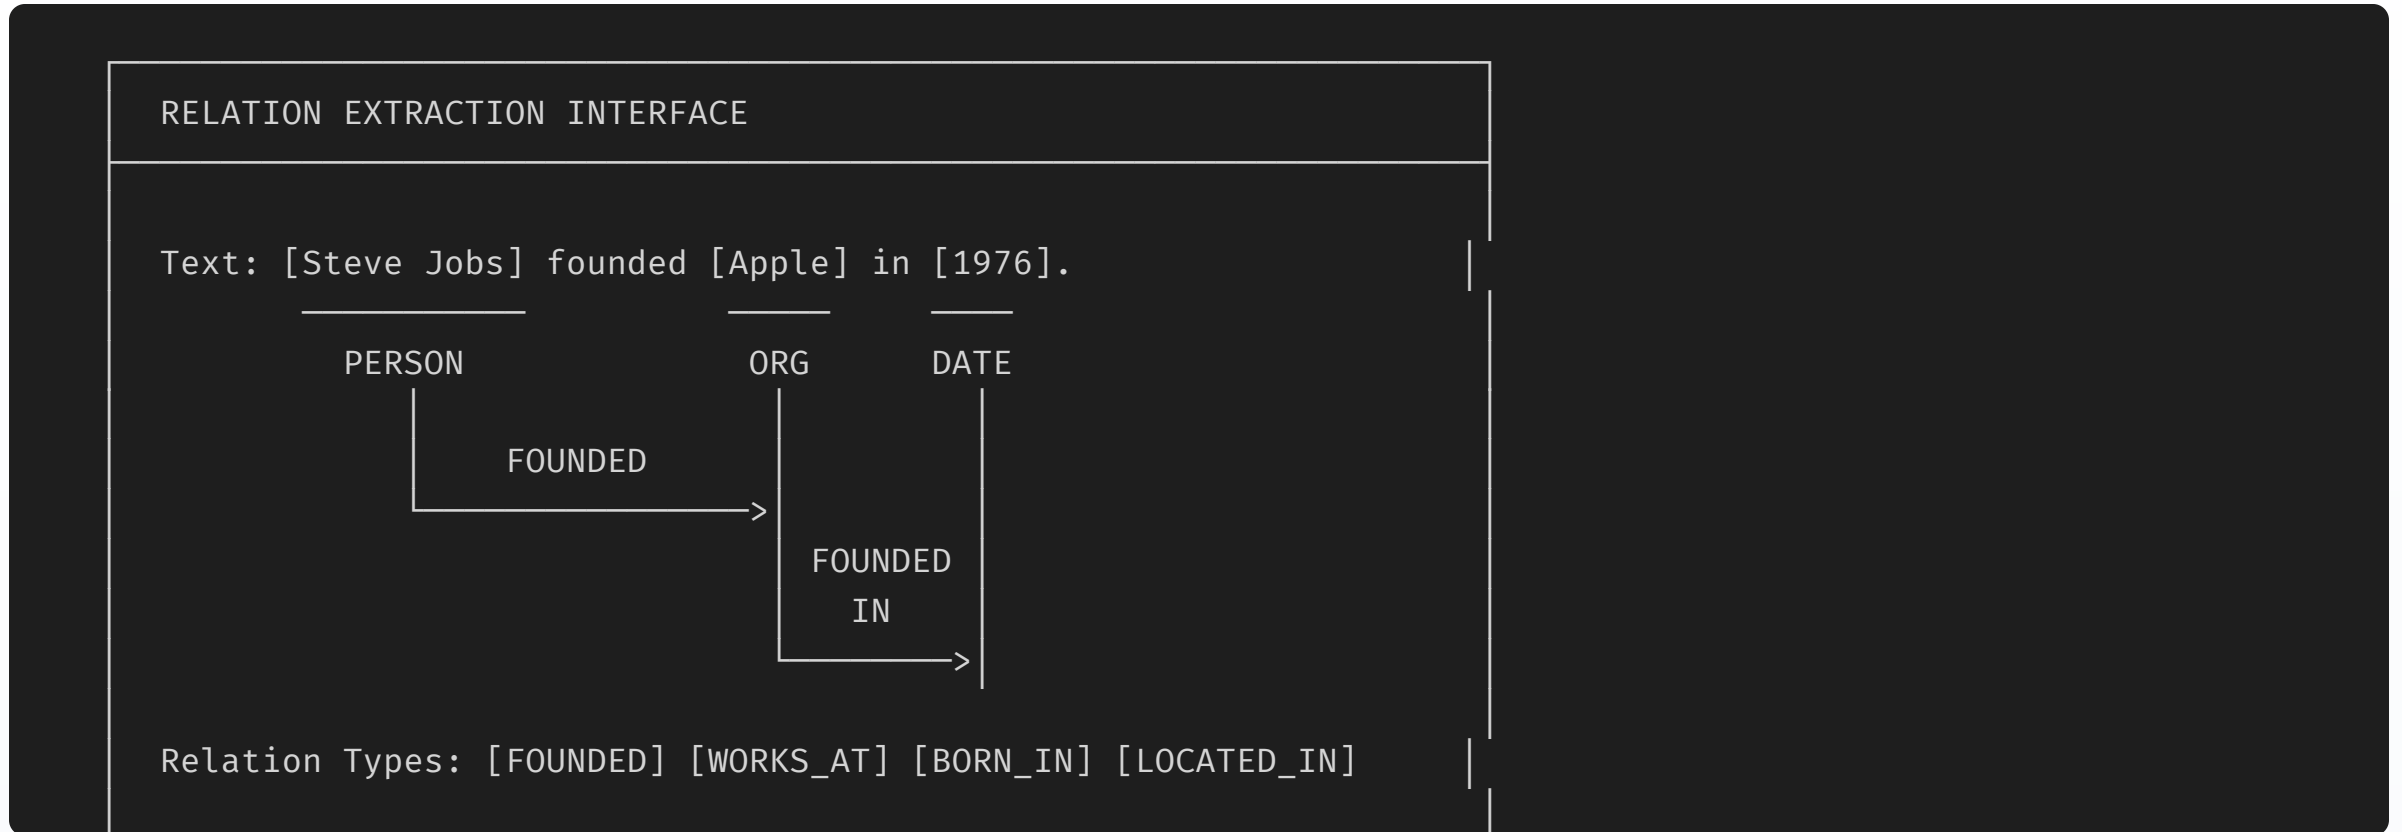 RELATION EXTRACTION INTERFACE
Text: [Steve Jobs] founded [Apple] in [1976].
PERSON ORG DATE
FOUNDED
FOUNDED
IN
Relation Types: [FOUNDED] [WORKS_AT] [BORN_IN] [LOCATED_IN]